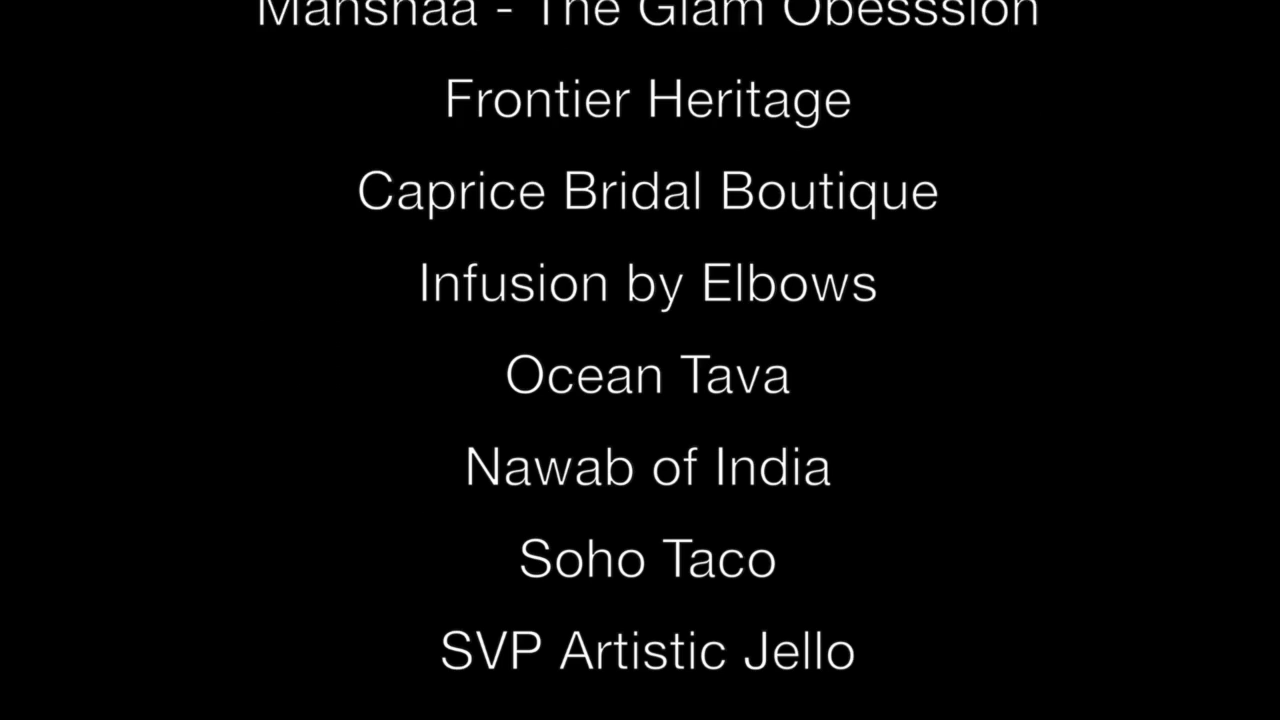 Manshaa - The Glam Obesssion
Frontier Heritage
Caprice Bridal Boutique
Infusion by Elbows
Ocean Tava
Nawab of India
Soho Taco
SVP Artistic Jello